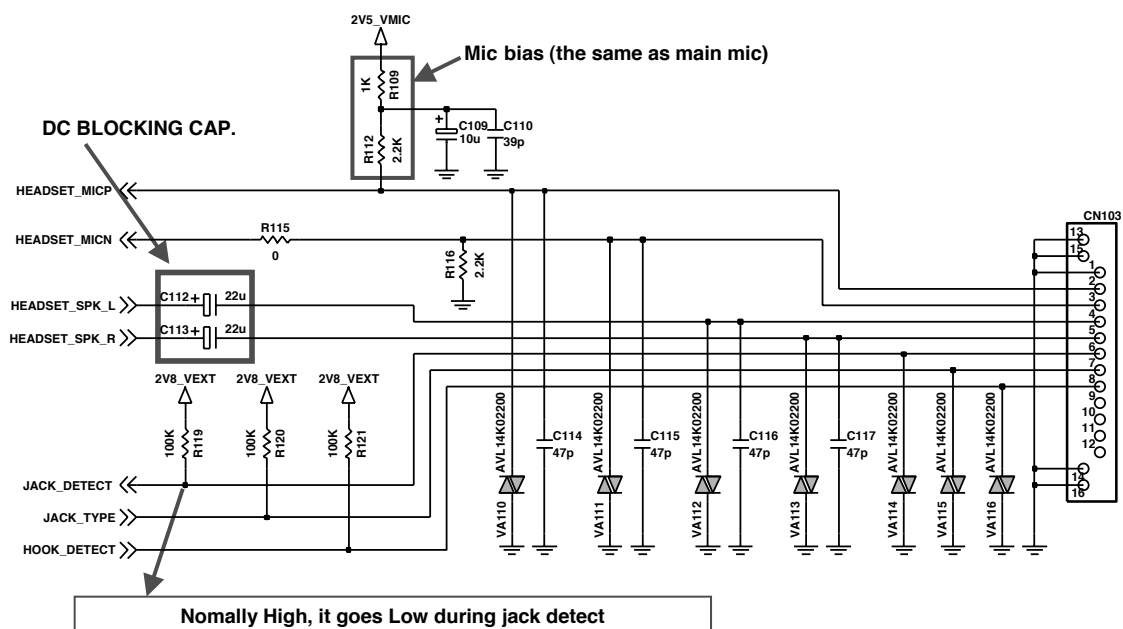 2V5_VMIC
Mic bias (the same as main mic)
1K
R109
DC BLOCKING CAP.
R112
2.2K
+
C109
10u
C110
39p
HEADSET_MICP
CN103
HEADSET_MICN
R115
0
R116
2.2K
HEADSET_SPK_L
C112
+
22u
HEADSET_SPK_R
C113
+
22u
13
15
1
2
3
4
5
6
7
8
9
10
11
12
14
16
2V8_VEXT
2V8_VEXT
2V8_VEXT
100K
R119
100K
R120
100K
R121
AVL14K02200
VA110
C114
47p
AVL14K02200
VA111
C115
47p
AVL14K02200
VA112
C116
47p
AVL14K02200
VA113
C117
47p
AVL14K02200
VA114
AVL14K02200
VA115
AVL14K02200
VA116
JACK_DETECT
JACK_TYPE
HOOK_DETECT
Nomally High, it goes Low during jack detect